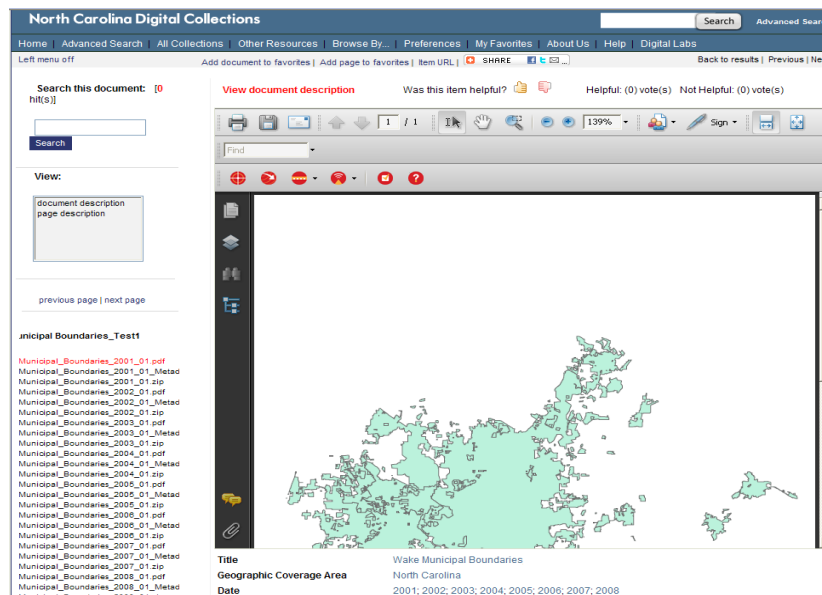 North Carolina Digital Collections
Search
Advanced Sear
Home | Advanced Search | All Collections | Other Resources | Browse By... | Preferences | My Favorites | About Us | Help | Digital Labs
Left menu off
Add document to favorites | Add page to favorites | Item URL | SHARE ...
Back to results | Previous | Ne
Search this document: [0
hit(s)]
Search
View:
document description
page description
previous page | next page
unicipal Boundaries_Test1
Municipal_Boundaries_2001_01.pdf
Municipal_Boundaries_2001_01_Metad
Municipal_Boundaries_2001_01.zip
Municipal_Boundaries_2002_01.pdf
Municipal_Boundaries_2002_01_Metad
Municipal_Boundaries_2002_01.zip
Municipal_Boundaries_2003_01.pdf
Municipal_Boundaries_2003_01_Metad
Municipal_Boundaries_2003_01.zip
Municipal_Boundaries_2004_01.pdf
Municipal_Boundaries_2004_01_Metad
Municipal_Boundaries_2004_01.zip
Municipal_Boundaries_2005_01.pdf
Municipal_Boundaries_2005_01_Metad
Municipal_Boundaries_2005_01.zip
Municipal_Boundaries_2006_01.pdf
Municipal_Boundaries_2006_01_Metad
Municipal_Boundaries_2006_01.zip
Municipal_Boundaries_2007_01.pdf
Municipal_Boundaries_2007_01_Metad
Municipal_Boundaries_2007_01.zip
Municipal_Boundaries_2008_01.pdf
Municipal_Boundaries_2008_01_Metad
View document description
Was this item helpful?
Helpful: (0) vote(s) Not Helpful: (0) vote(s)
1 / 1
139%
Sign
Find
Title Wake Municipal Boundaries
Geographic Coverage Area North Carolina
Date 2001; 2002; 2003; 2004; 2005; 2006; 2007; 2008